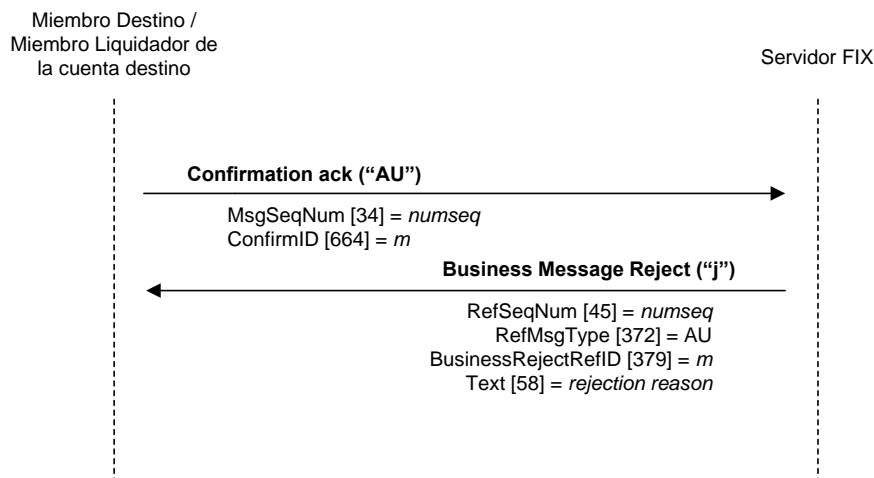 Miembro Destino /
Miembro Liquidador de
la cuenta destino
Servidor FIX
Confirmation ack (“AU”)
MsgSeqNum [34] = numseq
ConfirmID [664] = m
Business Message Reject (“j”)
RefSeqNum [45] = numseq
RefMsgType [372] = AU
BusinessRejectRefID [379] = m
Text [58] = rejection reason